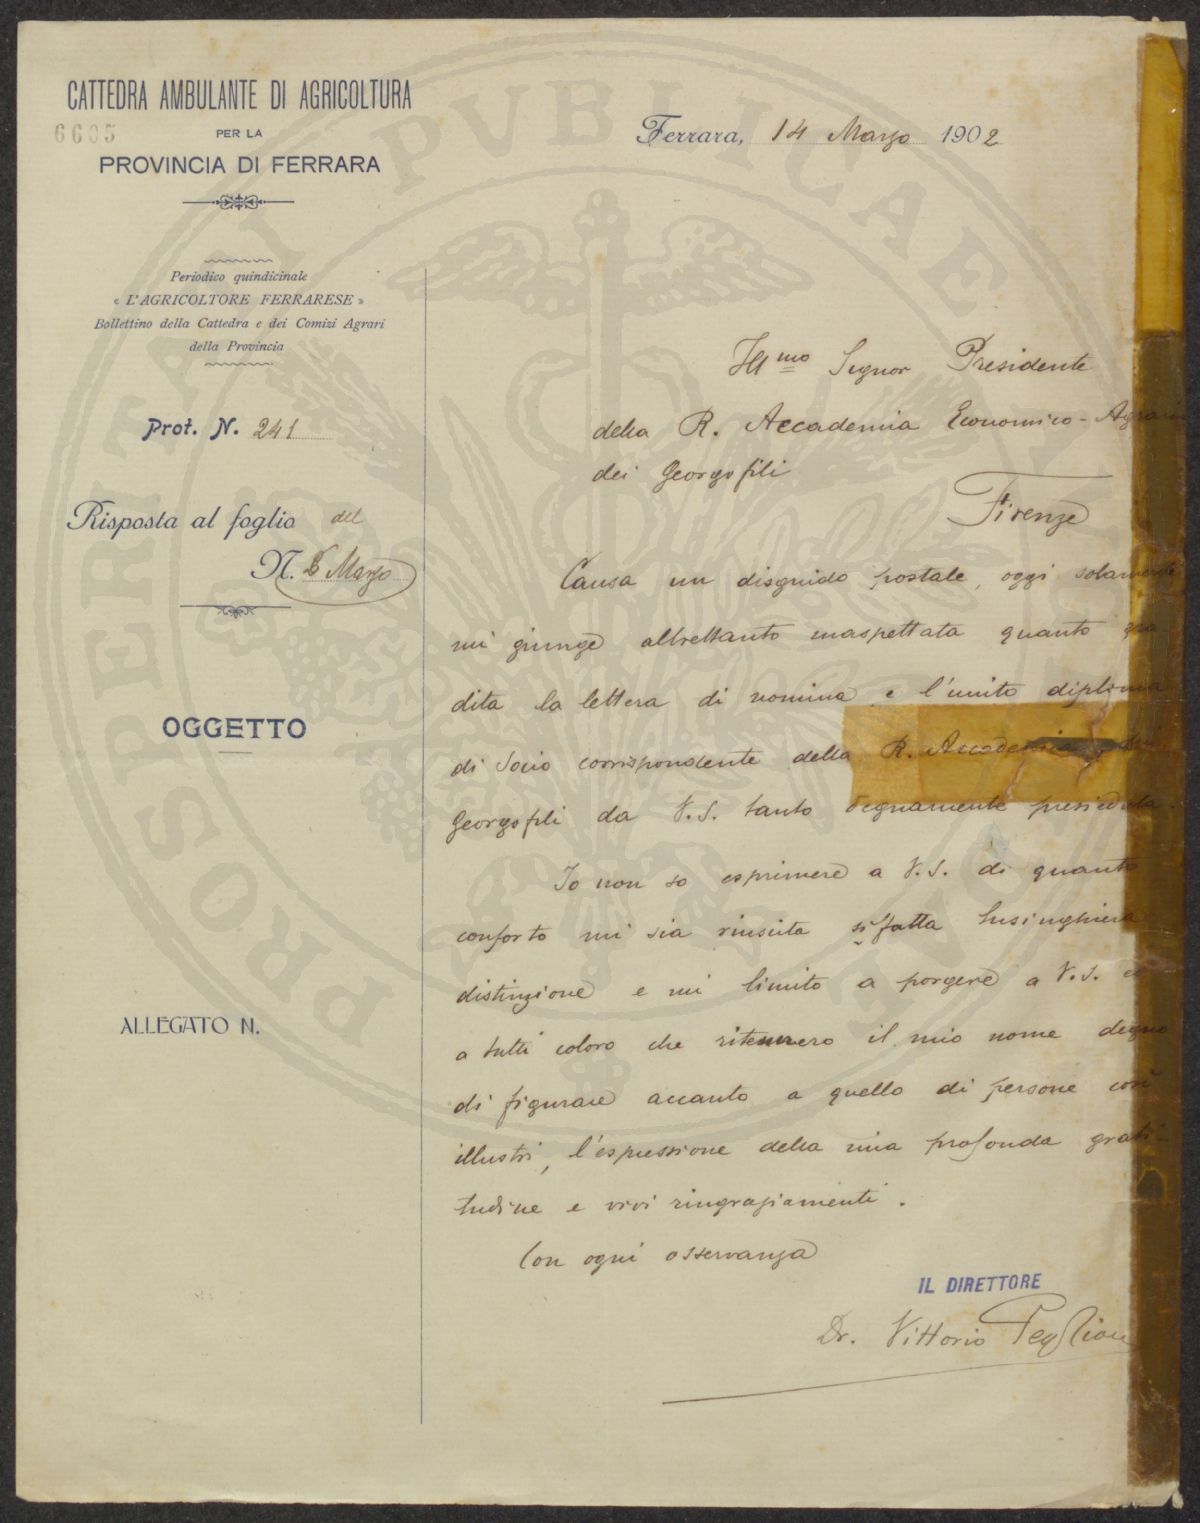 CATTEDRA AMBULANTE DI AGRICOLTURA
6605
PER LA
PROVINCIA DI FERRARA
Ferrara, 14 Marzo 1902
Periodico quindicinale
« L'AGRICOLTORE FERRARESE »
Bollettino della Cattedra e dei Comizi Agrari
della Provincia
Prot. N. 241
Risposta al foglio del
N. 6 Marzo
OGGETTO
ALLEGATO N.
Ill mo Signor Presidente
della R. Accademia Economico-Agraria
dei Georgofili
Firenze
Causa un disguido postale, oggi solamente
mi giunge altrettanto inaspettata quanto gra
dita la lettera di nomina e l'unito diploma
di Socio corrispondente della R. Accademia dei
Georgofili da V.S. tanto degnamente presieduta.
Io non so esprimere a V.S. di quanto
conforto mi sia riuscita sifatta lusinghiera
distinzione e mi limito a porgere a V.S. e
a tutti coloro che ritennero il mio nome degno
di figurare accanto a quello di persone così
illustri, l'espressione della mia profonda grati-
tudine e vivi ringraziamenti.
Con ogni osservanza
IL DIRETTORE
Dr. Vittorio Peglion
PROSPERITATI PVBLICAE